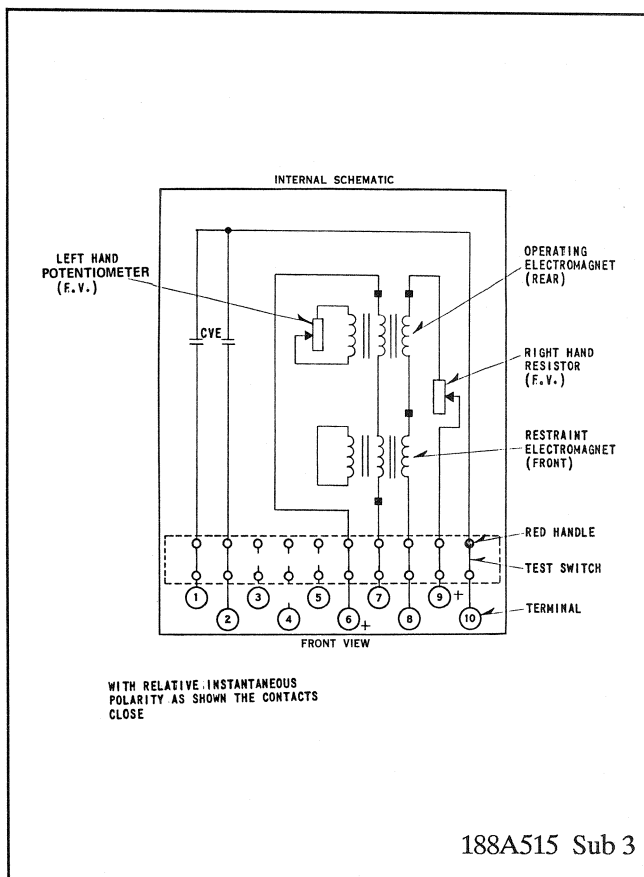 INTERNAL SCHEMATIC
LEFT HAND
POTENTIOMETER
(F.V.)
CVE
OPERATING
ELECTROMAGNET
(REAR)
RIGHT HAND
RESISTOR
(F.V.)
RESTRAINT
ELECTROMAGNET
(FRONT)
RED HANDLE
TEST SWITCH
TERMINAL
1
2
3
4
5
6
+
7
8
9
+
10
FRONT VIEW
WITH RELATIVE INSTANTANEOUS
POLARITY AS SHOWN THE CONTACTS
CLOSE
188A515 Sub 3